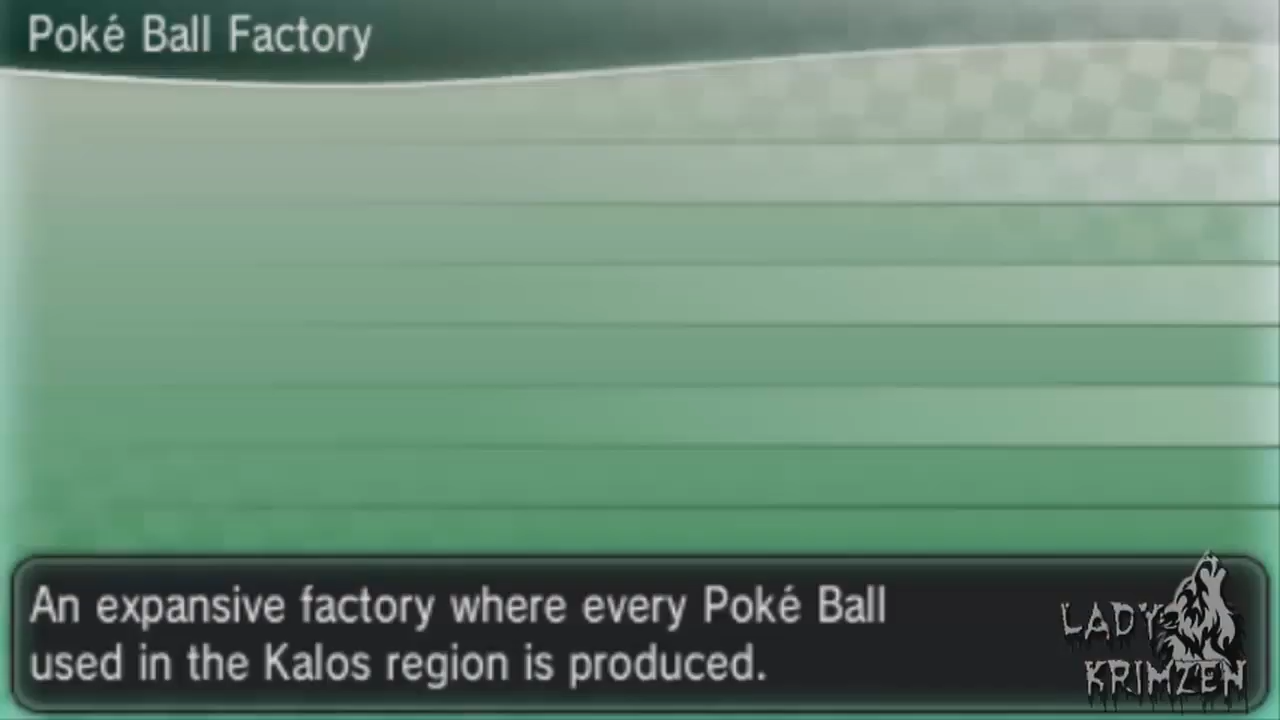 Poké Ball Factory
An expansive factory where every Poké Ball
used in the Kalos region is produced.
LADY
KRIMZEN